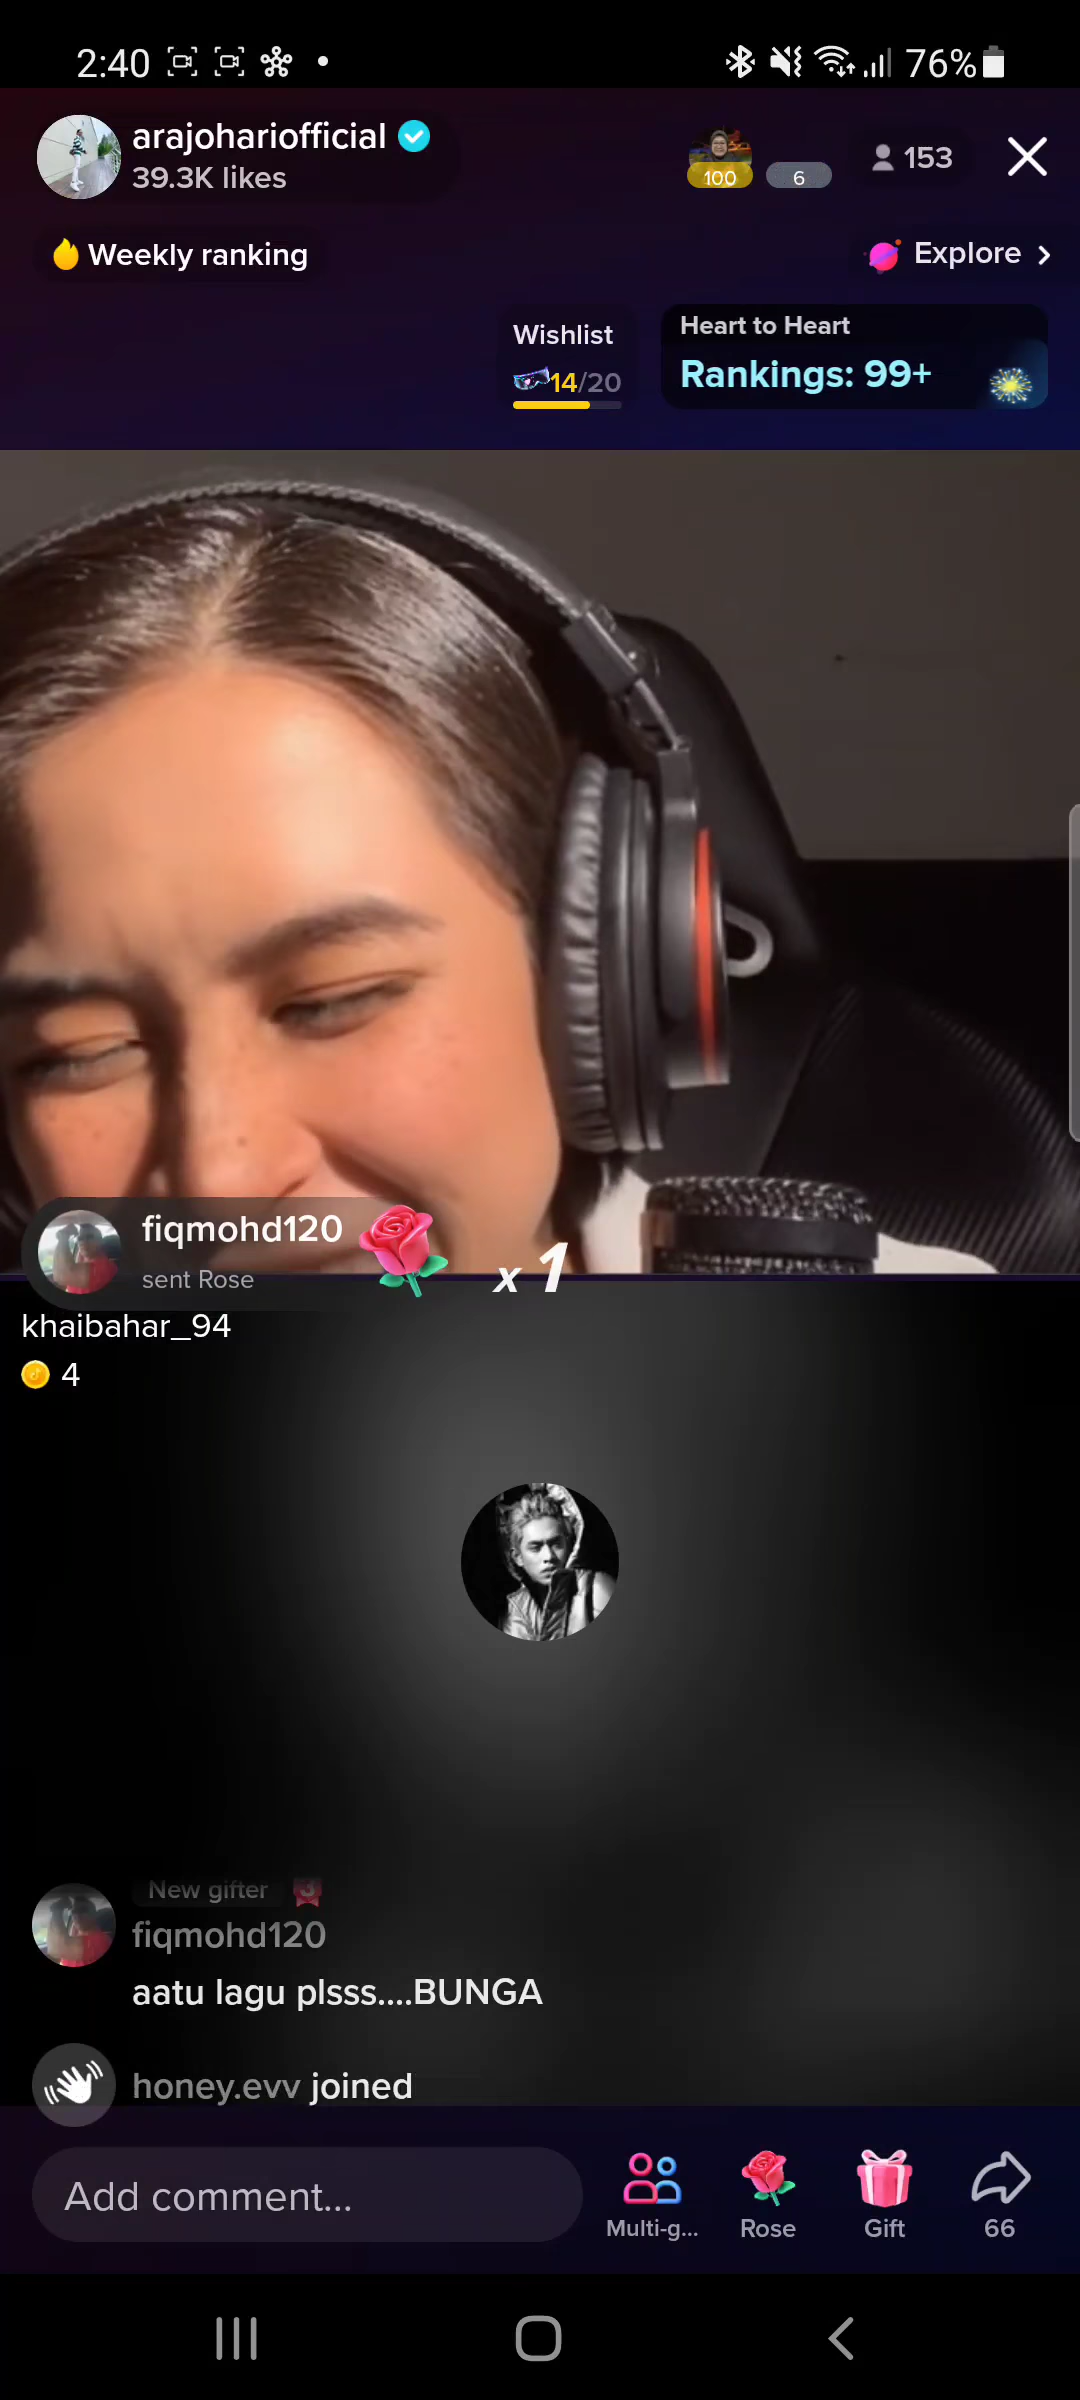 2:40
76%
arajohariofficial
39.3K likes
100
6
153
Weekly ranking
Explore
Wishlist
14/20
Heart to Heart
Rankings: 99+
fiqmohd120
sent Rose
x 1
khaibahar_94
4
New gifter
3
fiqmohd120
aatu lagu plsss....BUNGA
honey.evv joined
Add comment...
Multi-g...
Rose
Gift
66